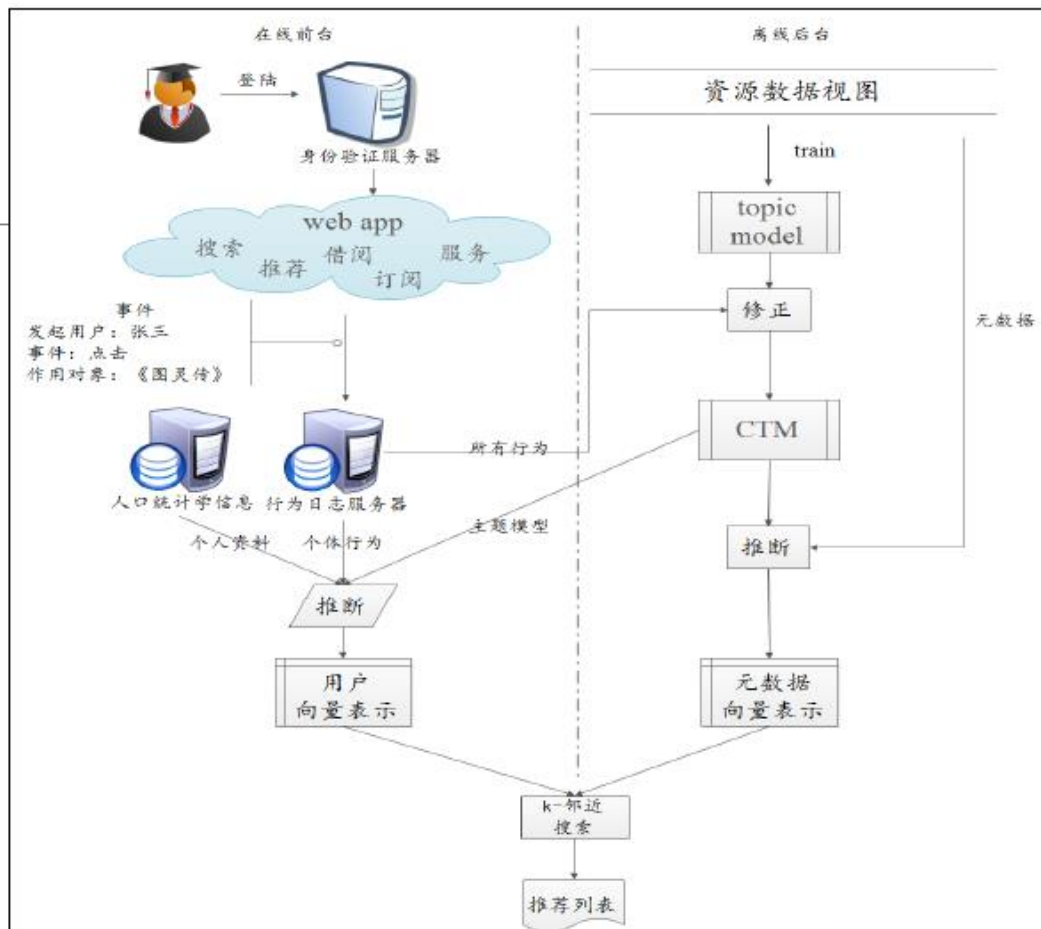 在线前台
离线后台
登陆
资源数据视图
身份验证服务器
train
web app
搜索
推荐
借阅
订阅
服务
topic
model
事件
发起用户：张三
事件：点击
作用对象：《图灵传》
修正
元数据
CTM
所有行为
人口统计学信息
行为日志服务器
个人资料
个体行为
主题模型
推断
推断
用户
向量表示
元数据
向量表示
k-邻近
搜索
推荐列表